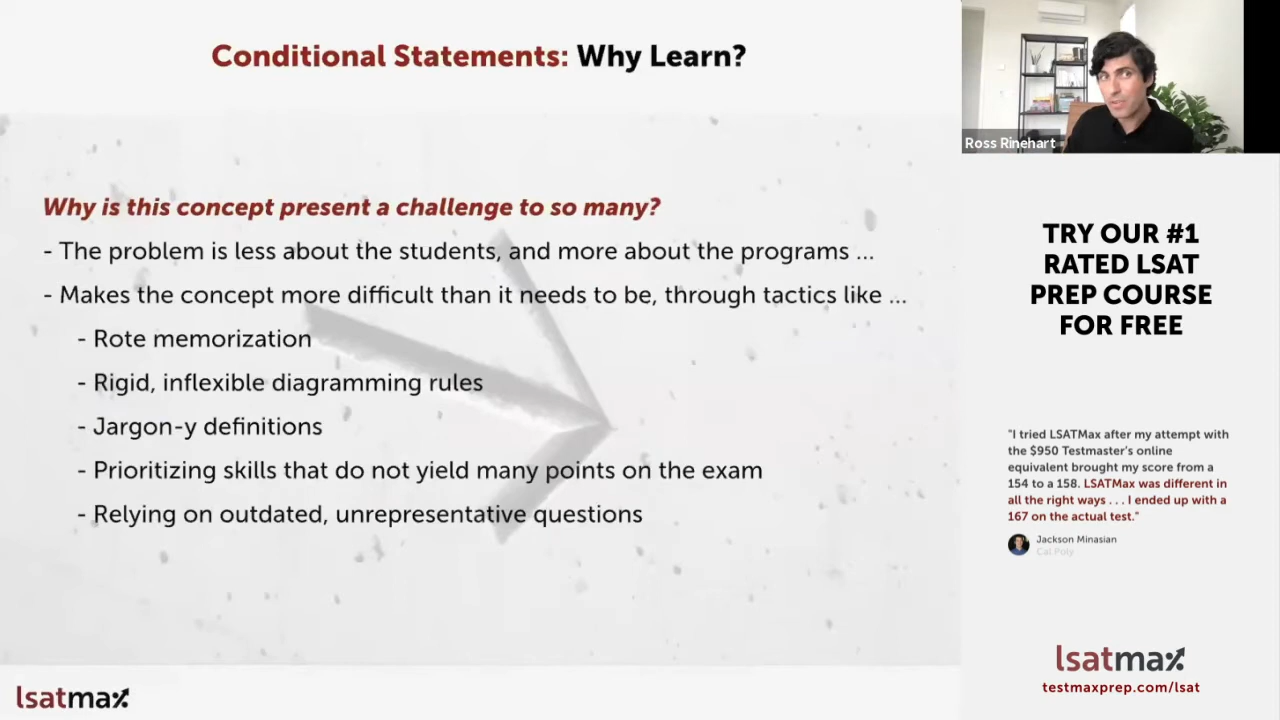 Conditional Statements: Why Learn?
Ross Rinehart
Why is this concept present a challenge to so many?
- The problem is less about the students, and more about the programs ...
- Makes the concept more difficult than it needs to be, through tactics like ...
- Rote memorization
- Rigid, inflexible diagramming rules
- Jargon-y definitions
- Prioritizing skills that do not yield many points on the exam
- Relying on outdated, unrepresentative questions
TRY OUR #1
RATED LSAT
PREP COURSE
FOR FREE
"I tried LSATMax after my attempt with
the $950 Testmaster's online
equivalent brought my score from a
154 to a 158. LSATMax was different in
all the right ways . . . I ended up with a
167 on the actual test."
Jackson Minasian
Cal Poly
lsatmax
testmaxprep.com/lsat
lsatmax